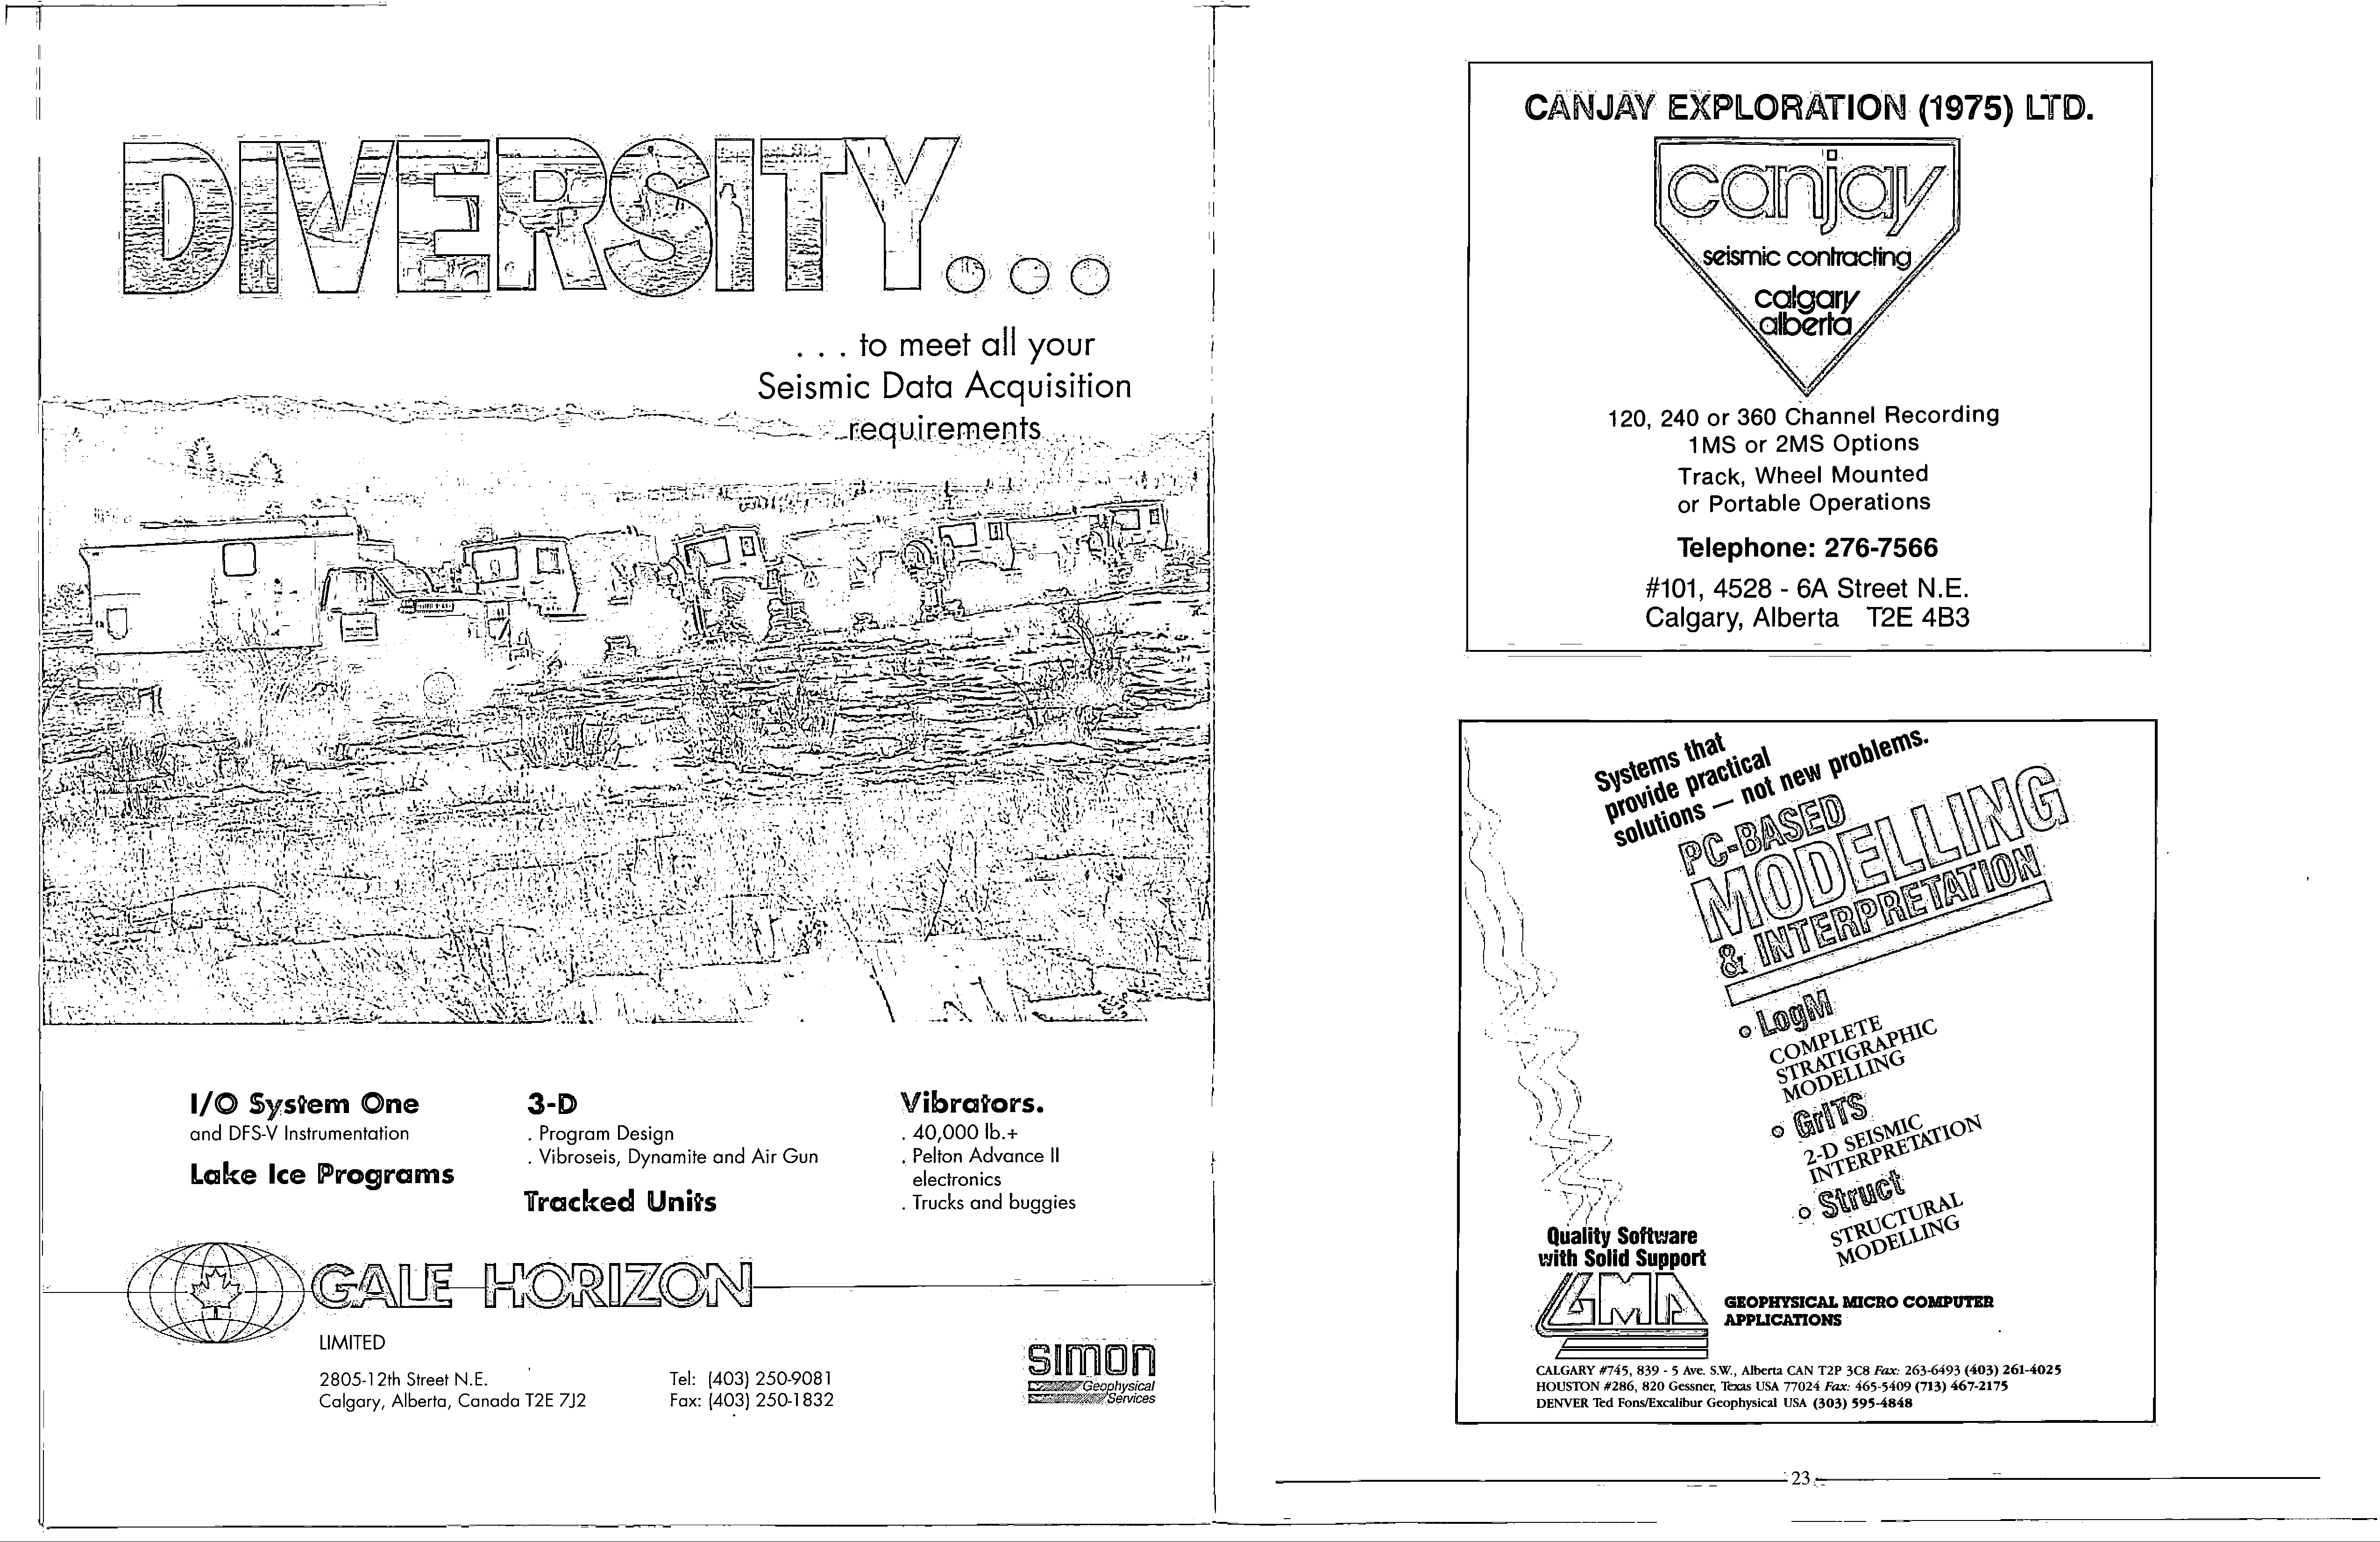 DIVERSITY...
. . . to meet all your
Seismic Data Acquisition
requirements
I/O System One
and DFS-V Instrumentation
Lake Ice Programs
3-D
. Program Design
. Vibroseis, Dynamite and Air Gun
Tracked Units
Vibrators.
. 40,000 lb.+
. Pelton Advance II
electronics
. Trucks and buggies
GALE HORIZON
LIMITED
2805-12th Street N.E.
Calgary, Alberta, Canada T2E 7J2
Tel: (403) 250-9081
Fax: (403) 250-1832
simon
Geophysical
Services
CANJAY EXPLORATION (1975) LTD.
canjay
seismic contracting
calgary
alberta
120, 240 or 360 Channel Recording
1MS or 2MS Options
Track, Wheel Mounted
or Portable Operations
Telephone: 276-7566
#101, 4528 - 6A Street N.E.
Calgary, Alberta T2E 4B3
Systems that
provide practical
solutions — not new problems.
PC-BASED
MODELLING
& INTERPRETATION
LogM
COMPLETE
STRATIGRAPHIC
MODELLING
GrITS
2-D SEISMIC
INTERPRETATION
Struct
STRUCTURAL
MODELLING
Quality Software
with Solid Support
GMA
GEOPHYSICAL MICRO COMPUTER
APPLICATIONS
CALGARY #745, 839 - 5 Ave. S.W., Alberta CAN T2P 3C8 Fax: 263-6493 (403) 261-4025
HOUSTON #286, 820 Gessner, Texas USA 77024 Fax: 465-5409 (713) 467-2175
DENVER Ted Fons/Excalibur Geophysical USA (303) 595-4848
23